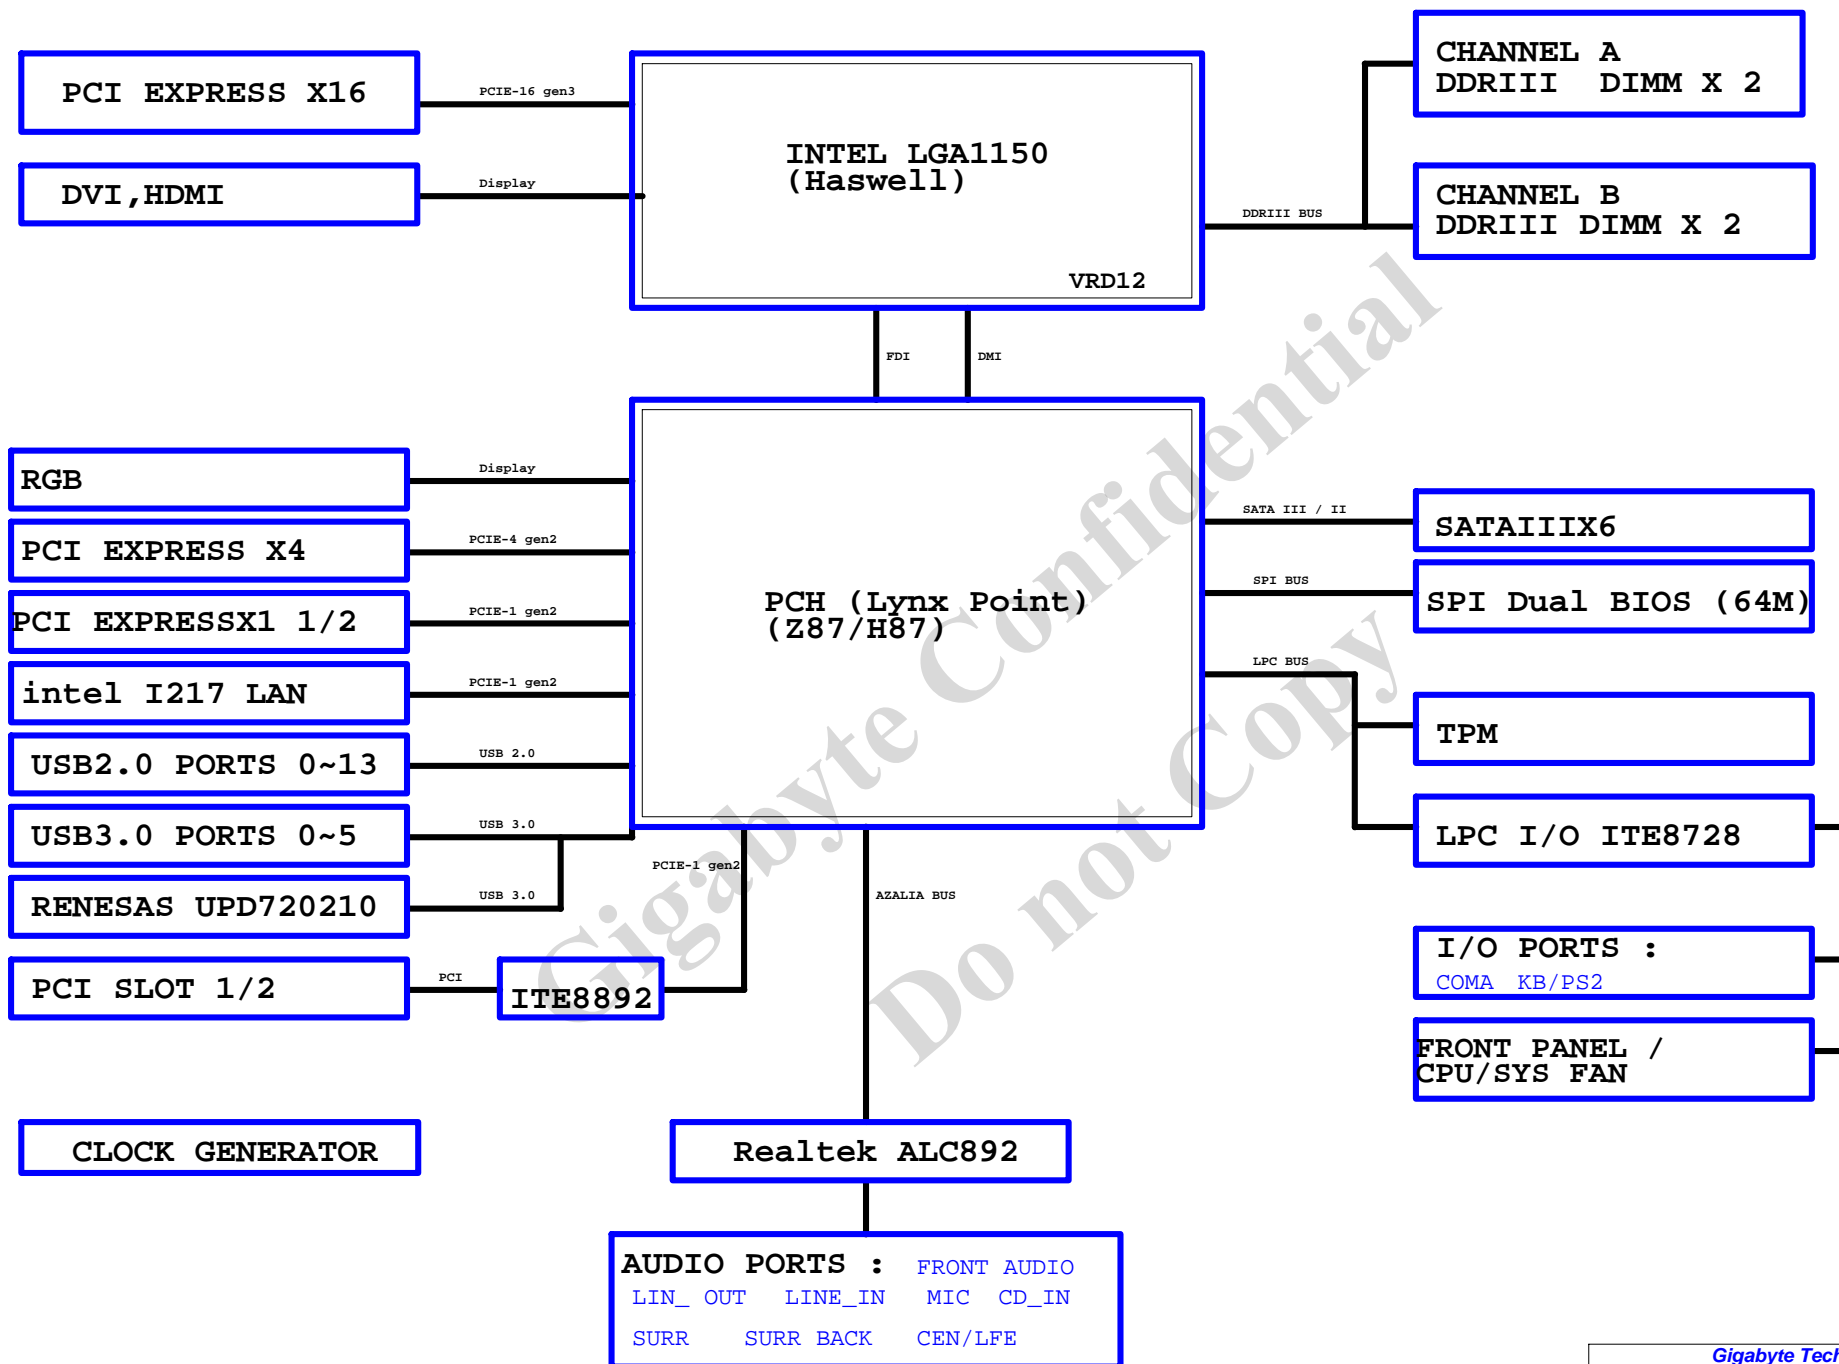 PCI EXPRESS X16
PCIE-16 gen3
DVI,HDMI
Display
INTEL LGA1150
(Haswell)
VRD12
DDRIII BUS
CHANNEL A
DDRIII DIMM X 2
CHANNEL B
DDRIII DIMM X 2
FDI
DMI
RGB
Display
PCI EXPRESS X4
PCIE-4 gen2
PCI EXPRESSX1 1/2
PCIE-1 gen2
intel I217 LAN
PCIE-1 gen2
USB2.0 PORTS 0~13
USB 2.0
USB3.0 PORTS 0~5
USB 3.0
RENESAS UPD720210
USB 3.0
PCI SLOT 1/2
PCI
ITE8892
PCIE-1 gen2
PCH (Lynx Point)
(Z87/H87)
AZALIA BUS
SATA III / II
SATAIIIX6
SPI BUS
SPI Dual BIOS (64M)
LPC BUS
TPM
LPC I/O ITE8728
I/O PORTS :
COMA KB/PS2
FRONT PANEL /
CPU/SYS FAN
CLOCK GENERATOR
Realtek ALC892
AUDIO PORTS : FRONT AUDIO
LIN_ OUT LINE_IN MIC CD_IN
SURR SURR BACK CEN/LFE
Gigabyte Confidential
Do not Copy
Gigabyte Tech